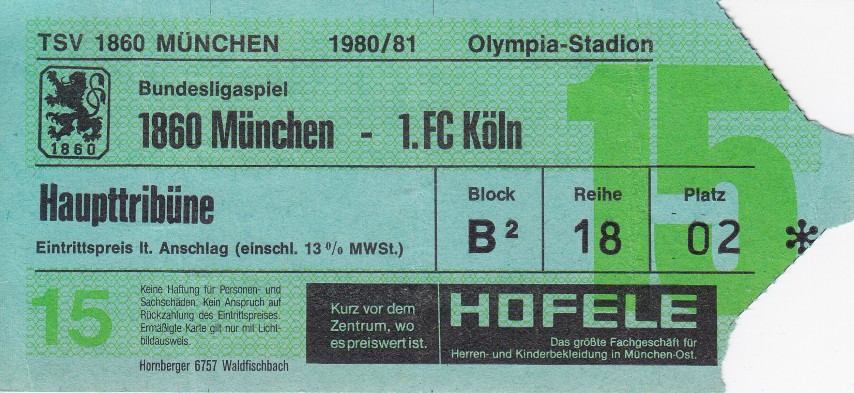 TSV 1860 MÜNCHEN 1980/81 Olympia-Stadion
1860
Bundesligaspiel
1860 München - 1. FC Köln
15
Haupttribüne
Eintrittspreis lt. Anschlag (einschl. 13% MWSt.)
Block Reihe Platz
B² 18 02 *
15
Keine Haftung für Personen- und
Sachschäden. Kein Anspruch auf
Rückzahlung des Eintrittspreises.
Ermäßigte Karte gilt nur mit Licht-
bildausweis.
Hornberger 6757 Waldfischbach
Kurz vor dem
Zentrum, wo
es preiswert ist.
HÖFELE
Das größte Fachgeschäft für
Herren- und Kinderbekleidung in München-Ost.